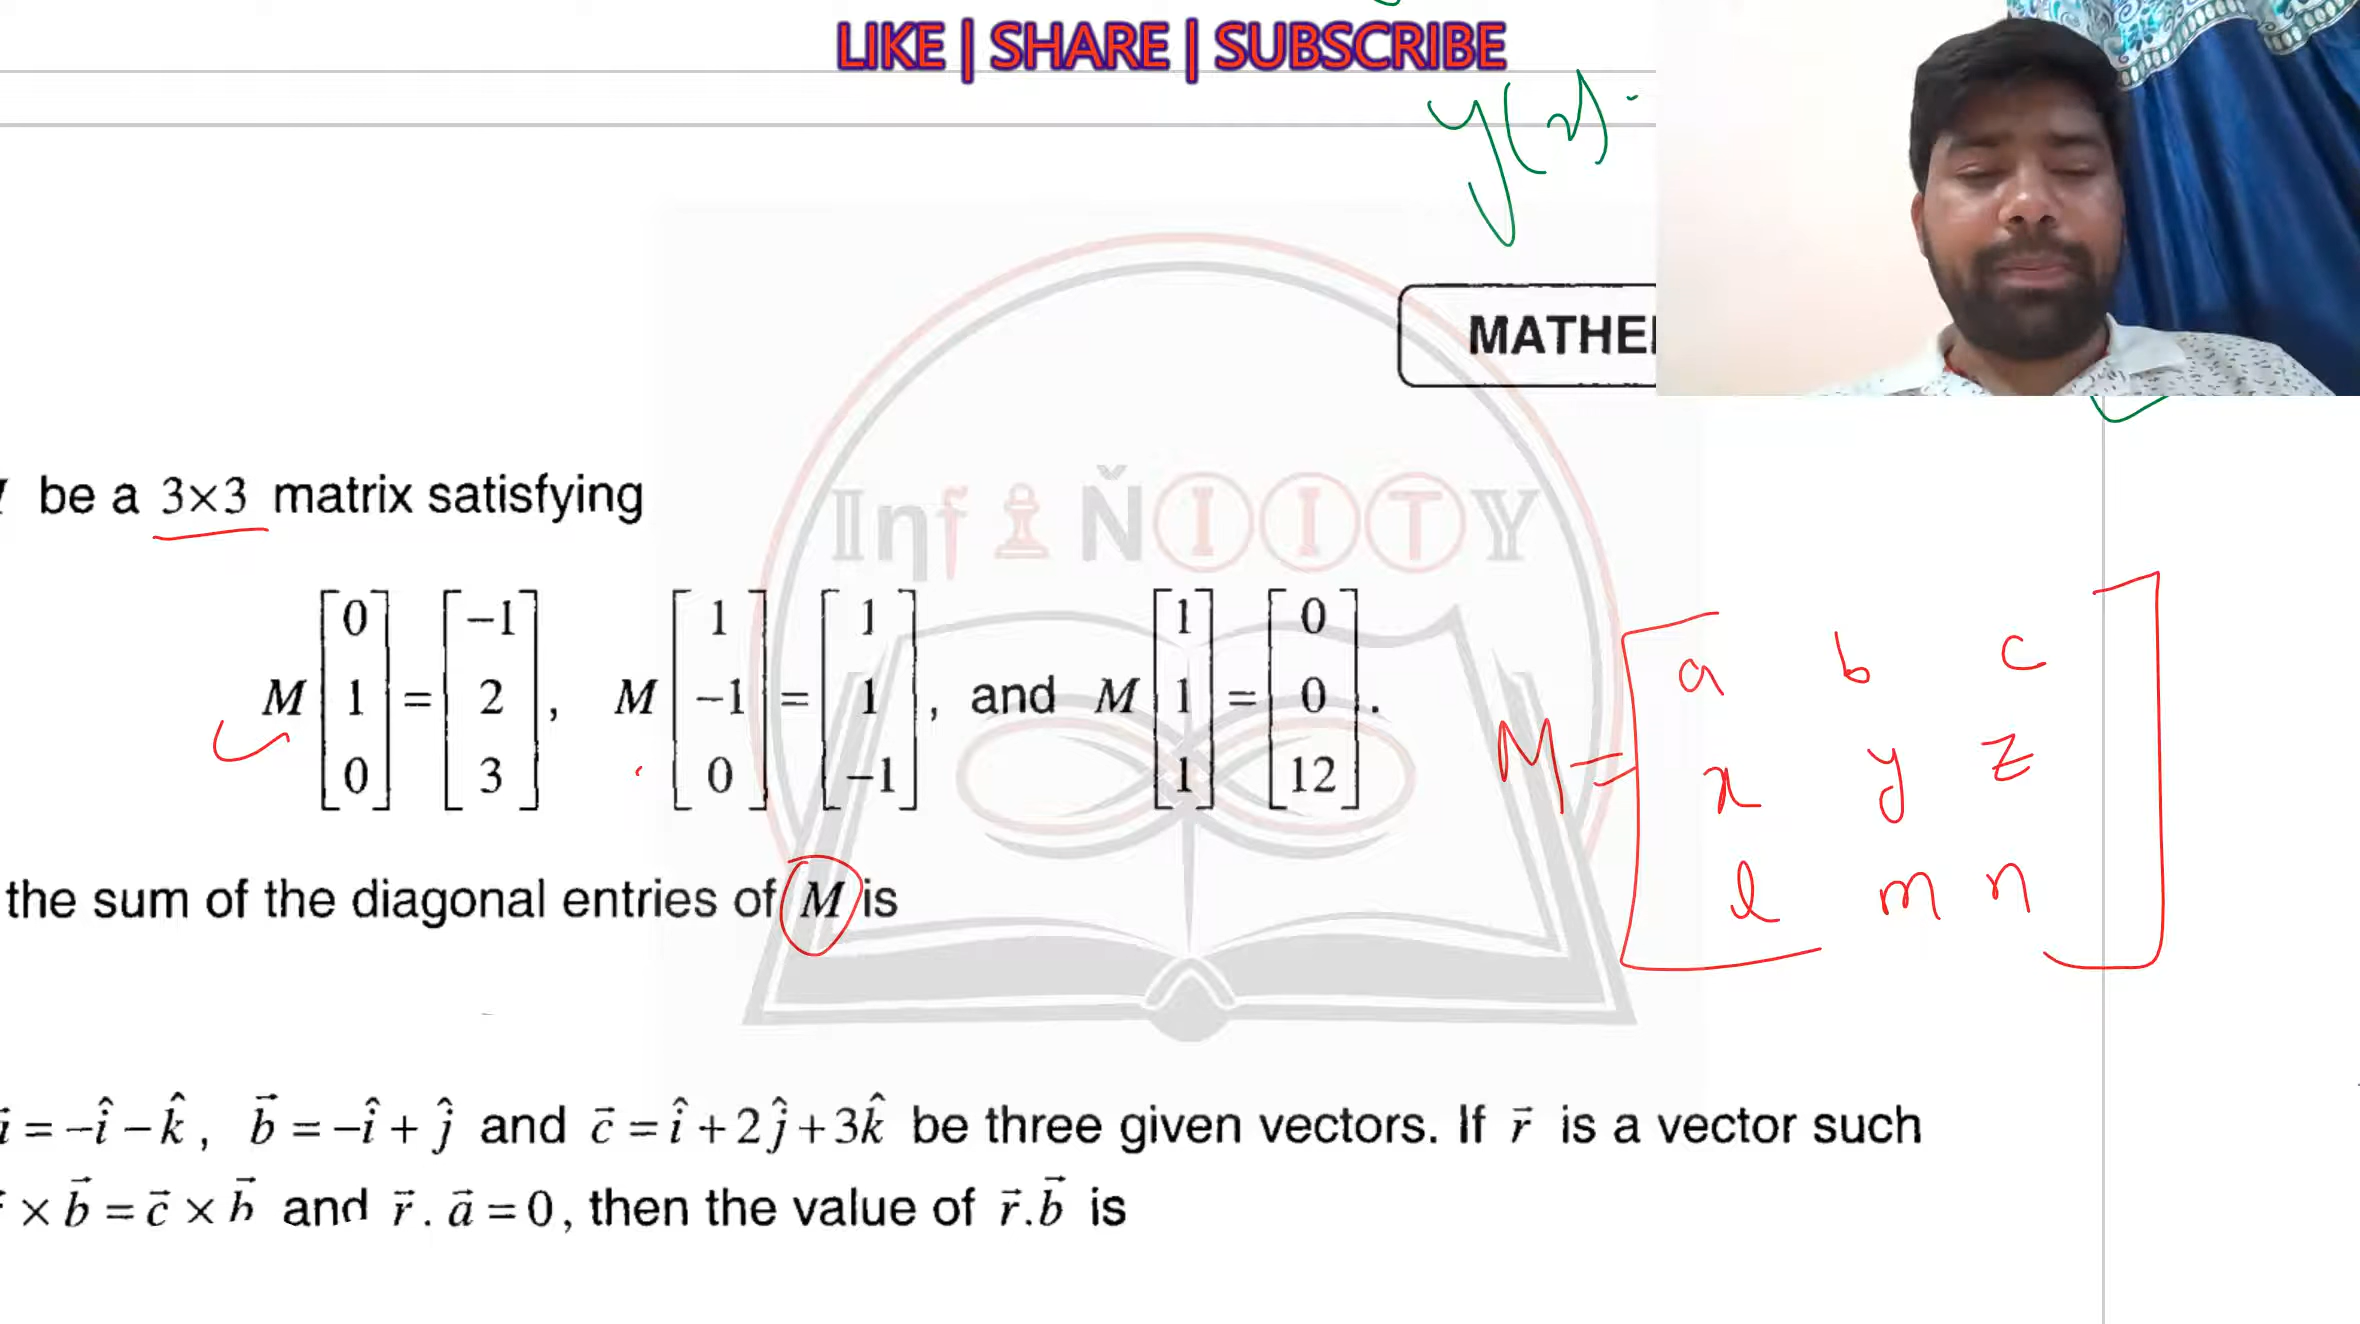 LIKE | SHARE | SUBSCRIBE
y(2)
MATHE
be a 3×3 matrix satisfying
InfiŇIITY
M [0 1 0] = [−1 2 3], M [1 −1 0] = [1 1 −1], and M [1 1 1] = [0 0 12].
M = [a b c
x y z
l m n]
the sum of the diagonal entries of M is
= −î − k̂, b⃗ = −î + ĵ and c⃗ = î + 2ĵ + 3k̂ be three given vectors. If r⃗ is a vector such
× b⃗ = c⃗ × b⃗ and r⃗ . a⃗ = 0, then the value of r⃗.b⃗ is